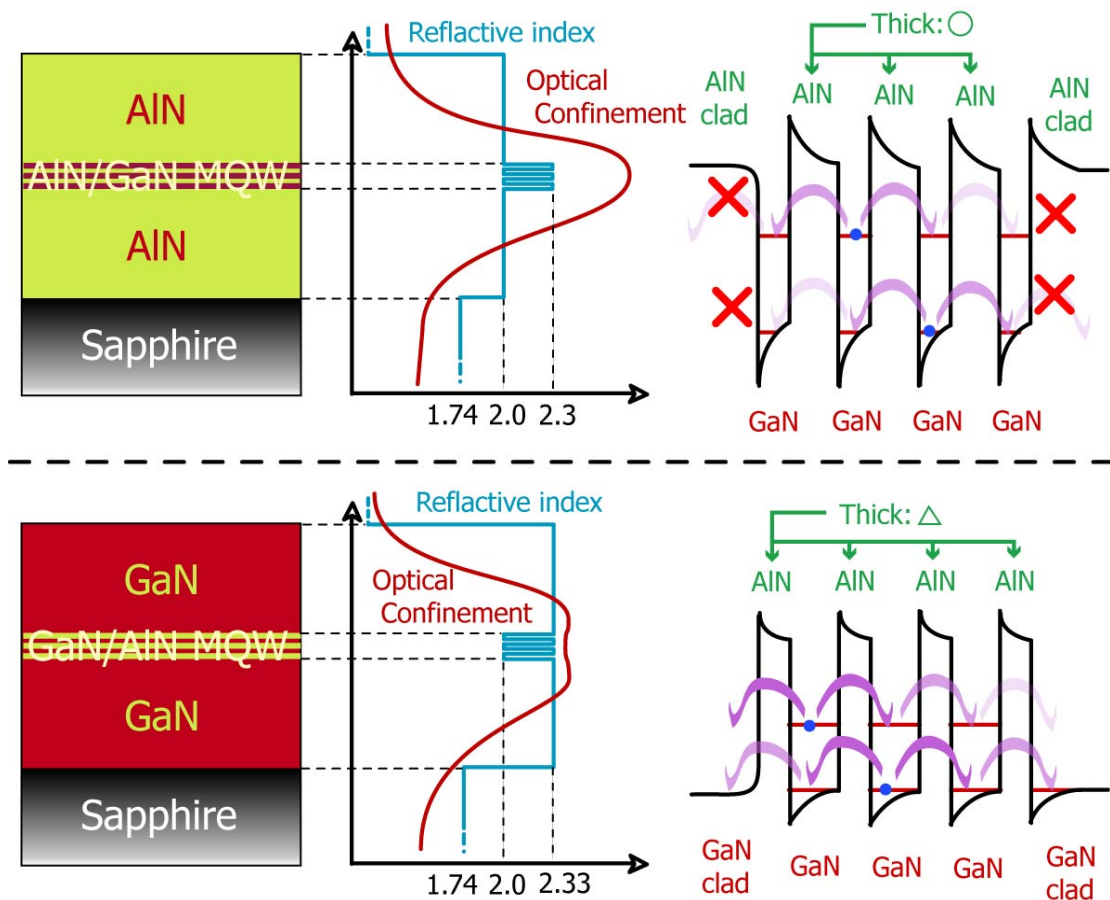 Reflactive index
Optical
Confinement
AlN
AlN/GaN MQW
AlN
Sapphire
1.74 2.0 2.3
Thick: ○
AlN
clad
AlN AlN AlN
AlN
clad
GaN GaN GaN GaN
Reflactive index
Optical
Confinement
GaN
GaN/AlN MQW
GaN
Sapphire
1.74 2.0 2.33
Thick: △
AlN AlN AlN AlN
GaN
clad
GaN GaN GaN
GaN
clad